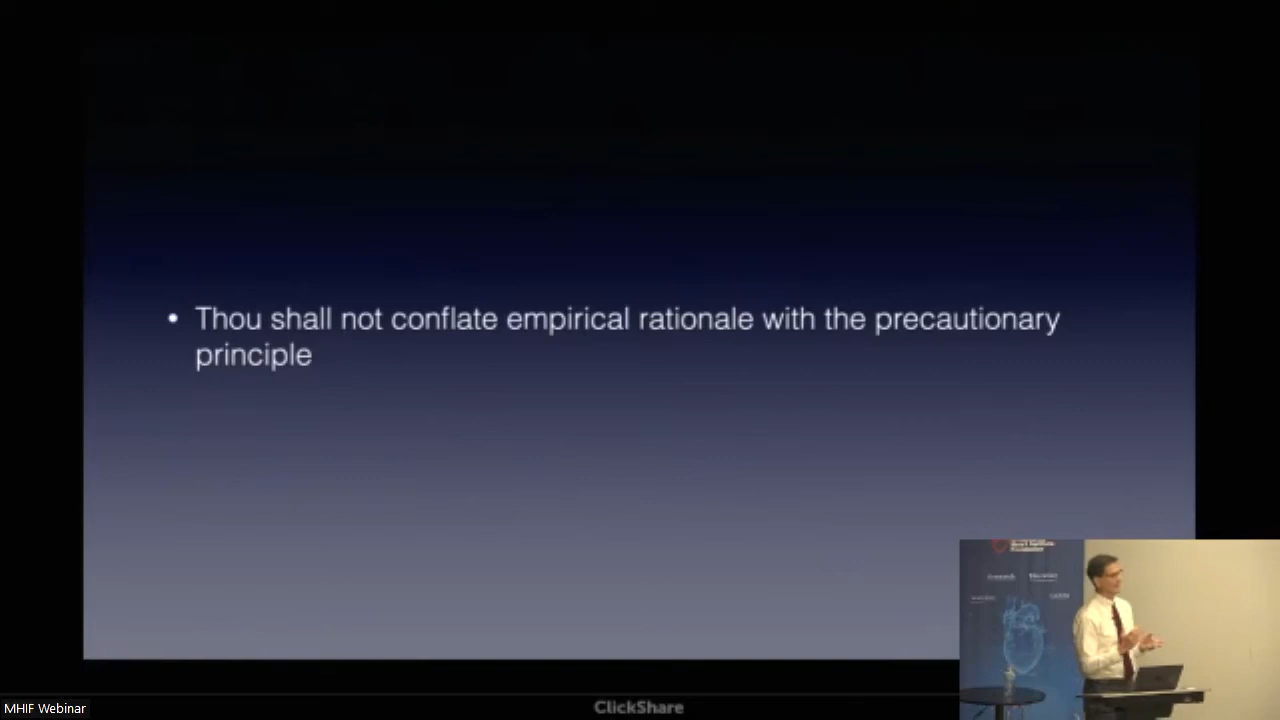 • Thou shall not conflate empirical rationale with the precautionary
principle
ClickShare
MHIF Webinar